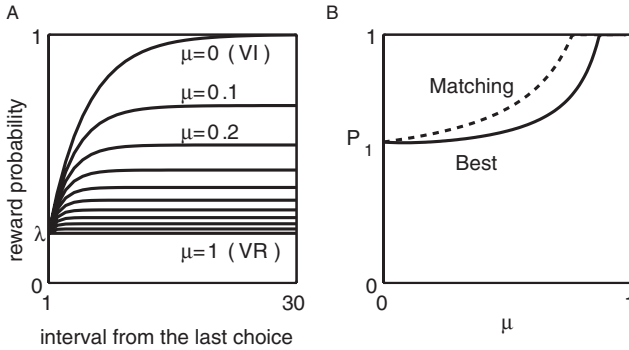 A
1
μ=0 (VI)
μ=0.1
μ=0.2
reward probability
λ
μ=1 (VR)
0
1
30
interval from the last choice
B
1
Matching
P
1
Best
0
0
1
μ